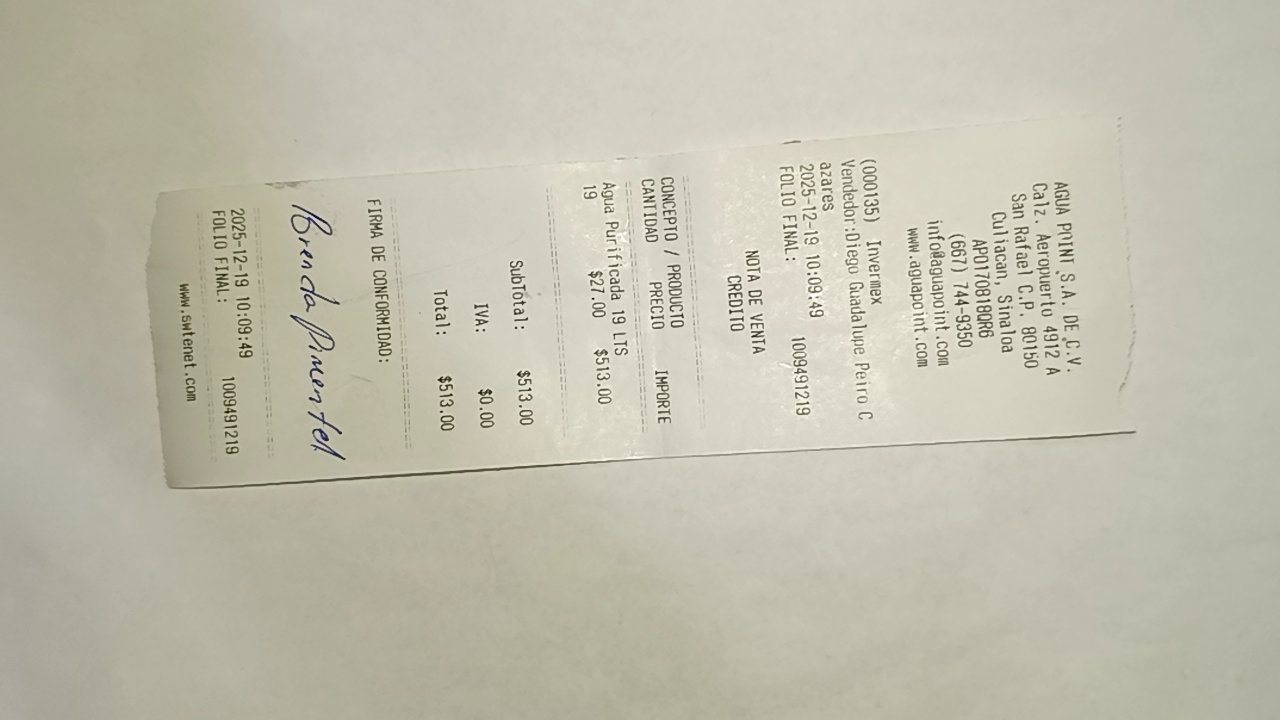 AGUA POINT S.A. DE C.V.
Calz. Aeropuerto 4912 A
San Rafael C.P. 80150
Culiacan, Sinaloa
APO170818QR6
(667) 744-9350
info@aguapoint.com
www.aguapoint.com
(000135) Invermex
Vendedor:Diego Guadalupe Peiro C
azares
2025-12-19 10:09:49
FOLIO FINAL: 1009491219
NOTA DE VENTA
CREDITO
CONCEPTO / PRODUCTO
CANTIDAD PRECIO IMPORTE
Agua Purificada 19 LTS
19 $27.00 $513.00
SubTotal: $513.00
IVA: $0.00
Total: $513.00
FIRMA DE CONFORMIDAD:
Brenda Pimentel
2025-12-19 10:09:49
FOLIO FINAL: 1009491219
www.swtenet.com